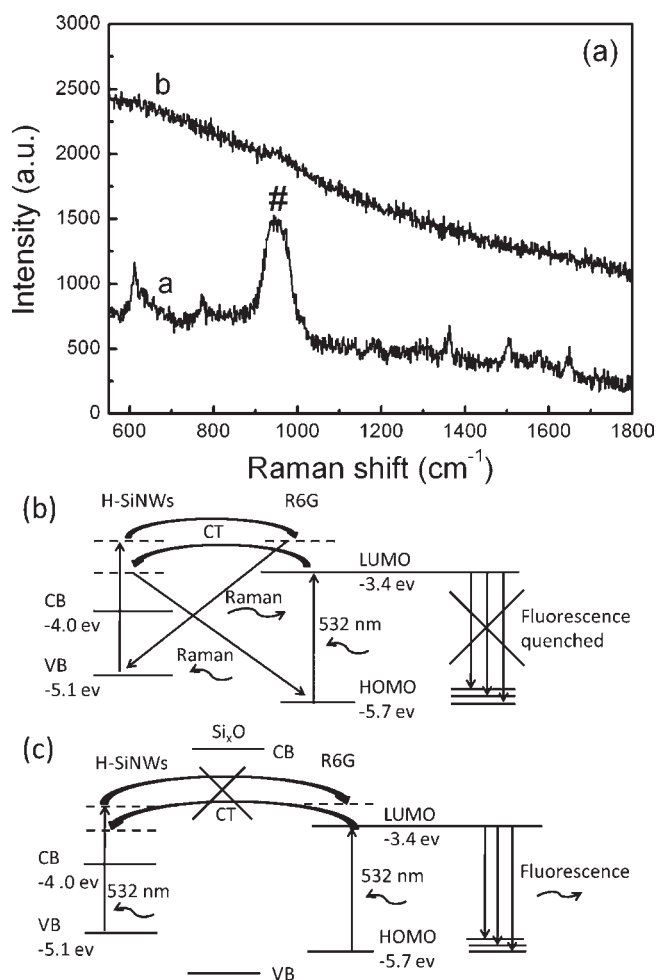 3000
(a)
2500
b
2000
#
1500
1000
a
500
0
Intensity (a.u.)
600 800 1000 1200 1400 1600 1800
Raman shift (cm⁻¹)
(b)
H-SiNWs R6G
CT
LUMO
-3.4 ev
CB
-4.0 ev
Raman
532 nm
Fluorescence
quenched
VB
-5.1 ev
Raman
HOMO
-5.7 ev
(c)
SiₓO
CB
H-SiNWs R6G
CT
LUMO
-3.4 ev
CB
-4.0 ev
532 nm
532 nm
Fluorescence
VB
-5.1 ev
HOMO
-5.7 ev
VB